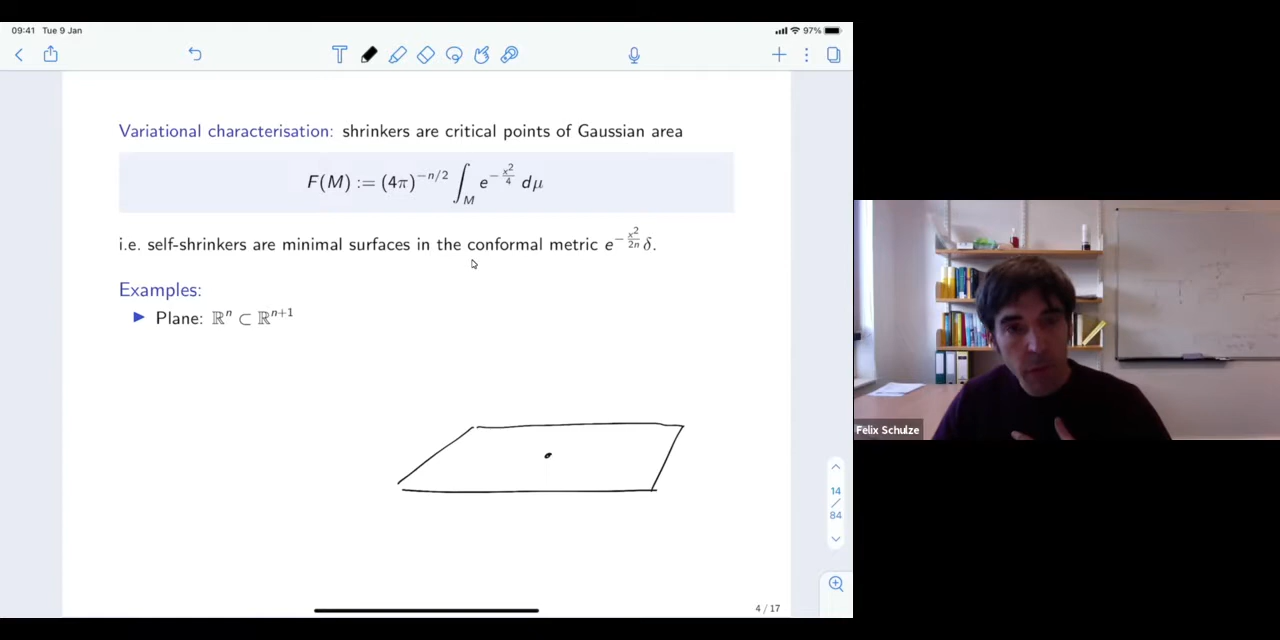 09:41 Tue 9 Jan
97%
Variational characterisation: shrinkers are critical points of Gaussian area
F(M) := (4π)^{-n/2} ∫_M e^{-x²/4} dμ
i.e. self-shrinkers are minimal surfaces in the conformal metric e^{-x²/2n} δ.
Examples:
▶ Plane: ℝⁿ ⊂ ℝⁿ⁺¹
Felix Schulze
14
/
84
4 / 17